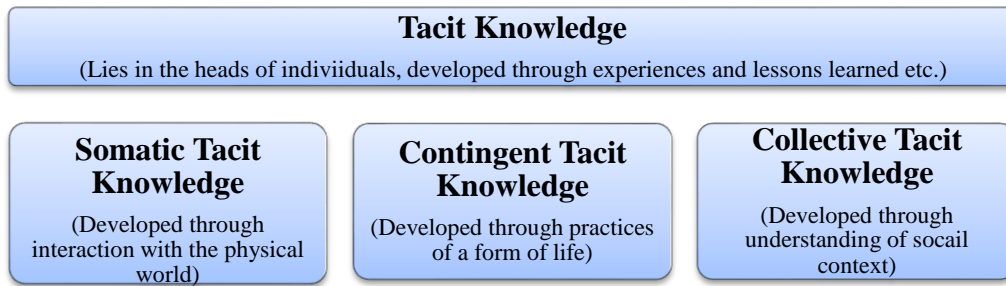 Tacit Knowledge
(Lies in the heads of indiviiduals, developed through experiences and lessons learned etc.)
Somatic Tacit
Knowledge
(Developed through
interaction with the physical
world)
Contingent Tacit
Knowledge
(Developed through practices
of a form of life)
Collective Tacit
Knowledge
(Developed through
understanding of socail
context)